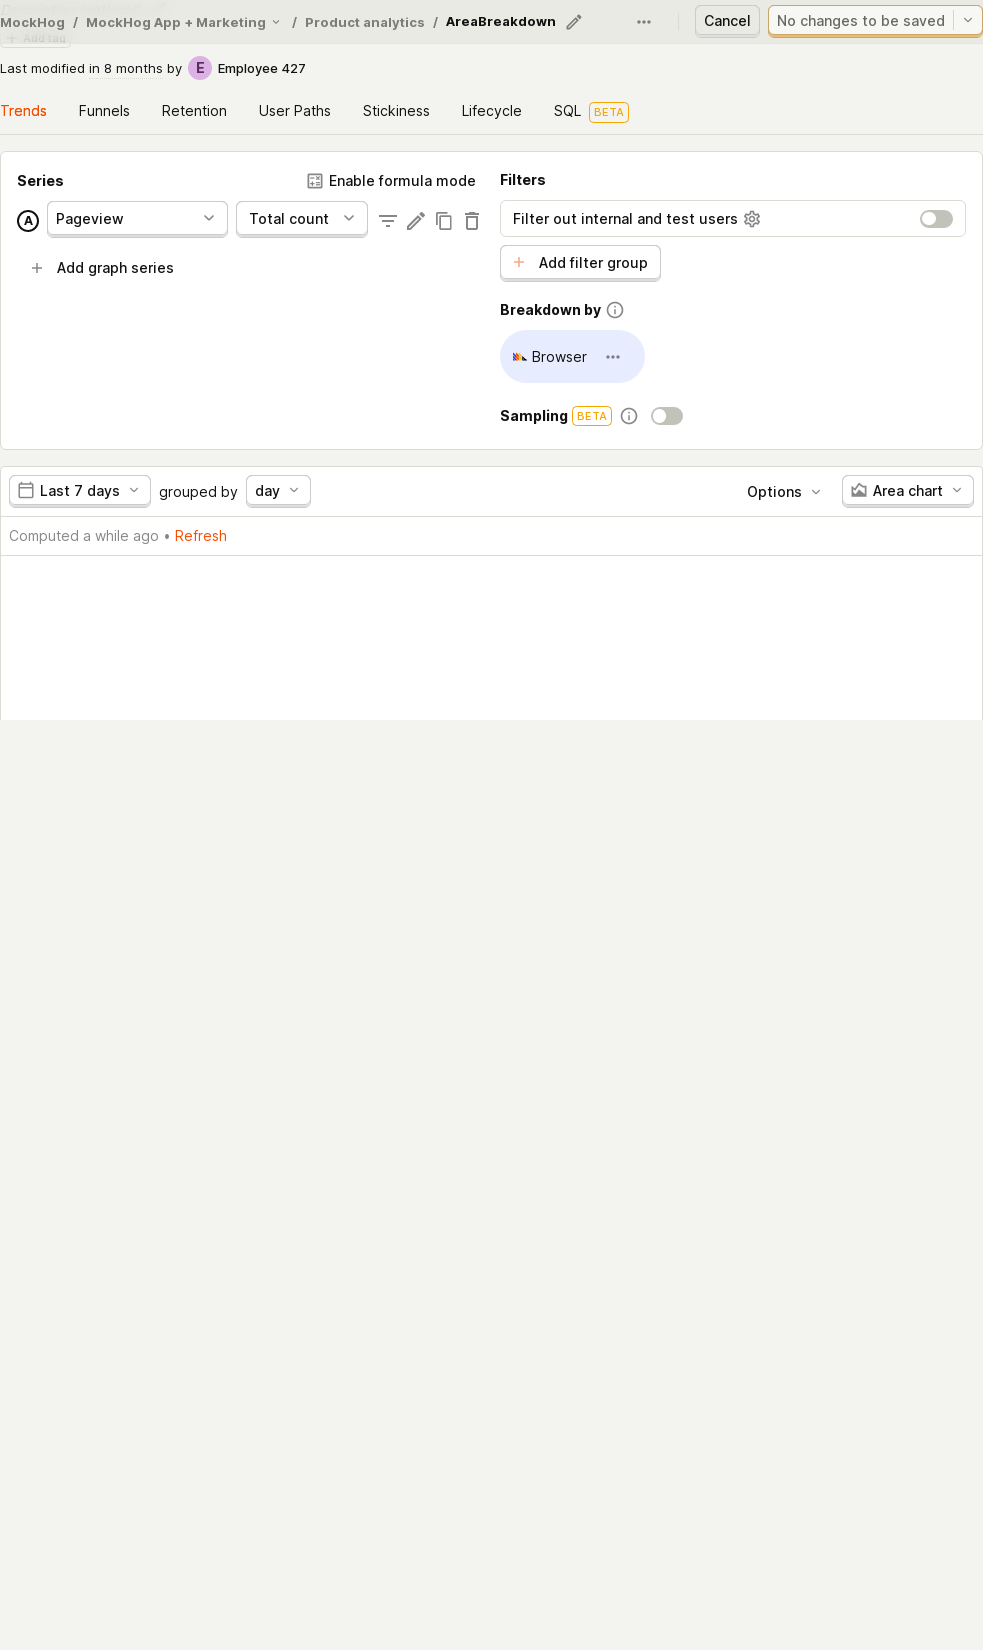 MockHog / MockHog App + Marketing / Product analytics / AreaBreakdown
Cancel
No changes to be saved
Add tag
Last modified in 8 months by E Employee 427
Trends Funnels Retention User Paths Stickiness Lifecycle SQL BETA
Series
Enable formula mode
A Pageview Total count
Add graph series
Filters
Filter out internal and test users
Add filter group
Breakdown by
Browser
Sampling BETA
Last 7 days grouped by day Options Area chart
Computed a while ago • Refresh